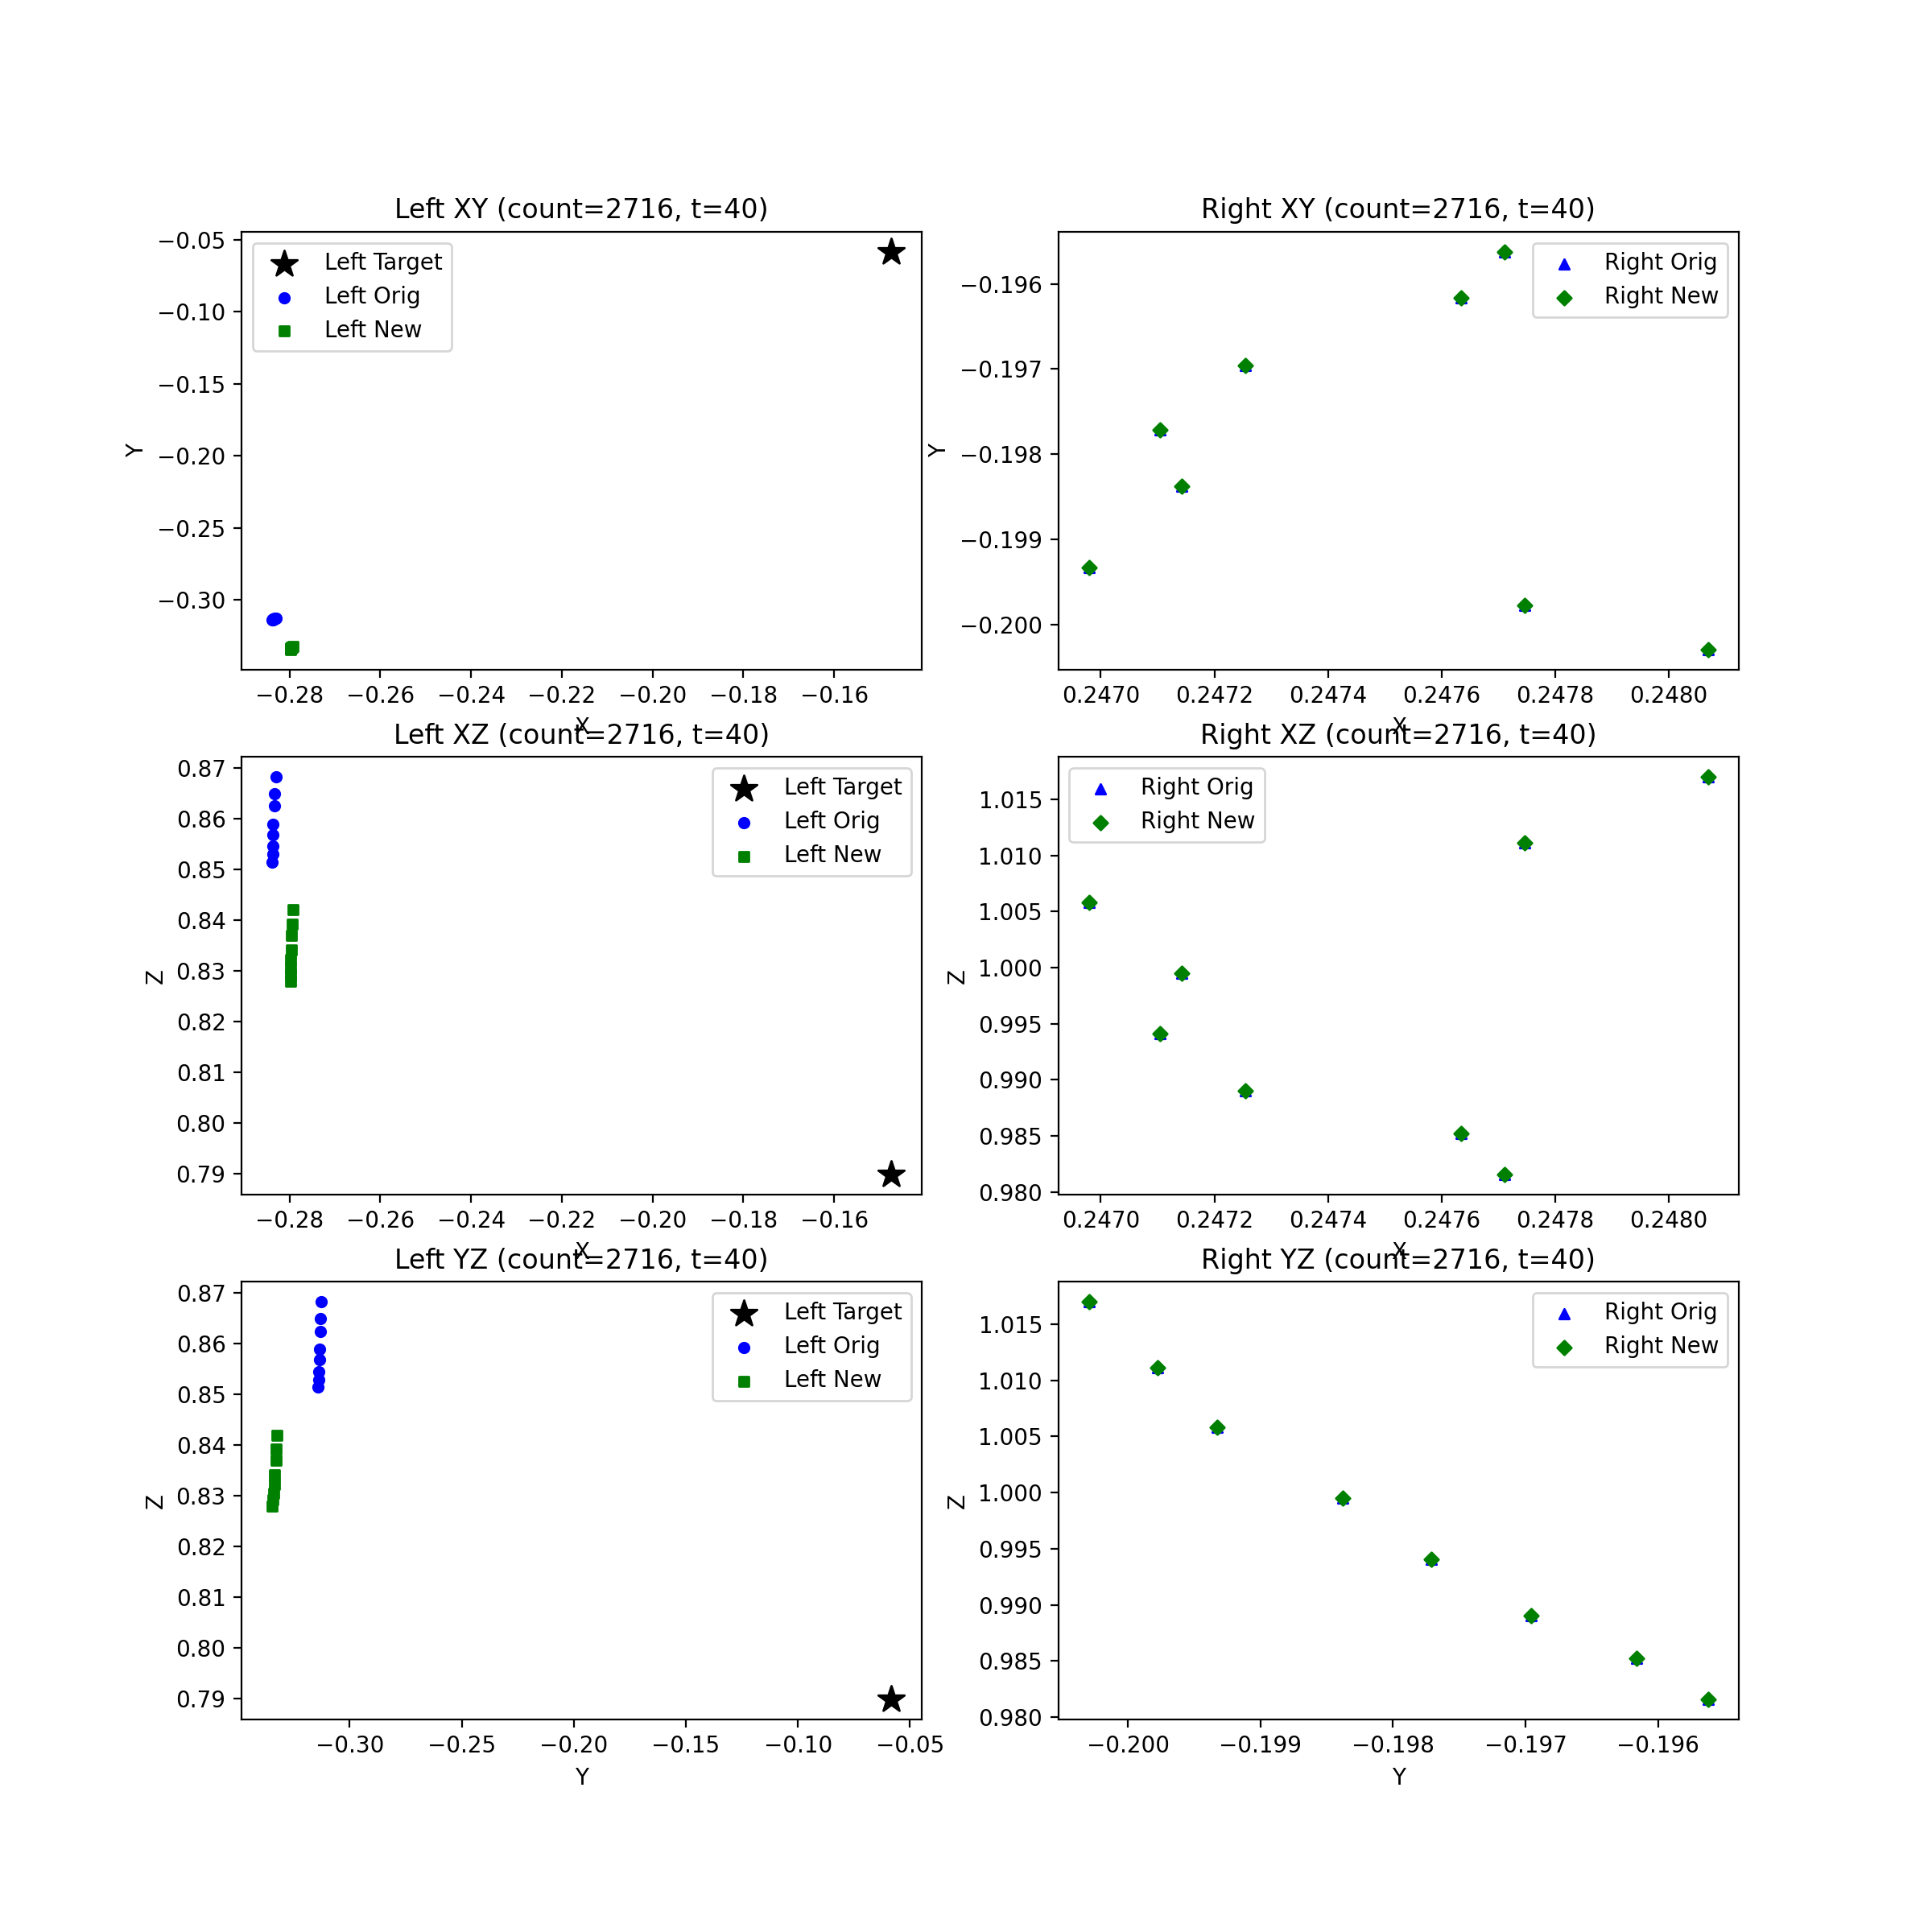 Left XY (count=2716, t=40)
Left Target
Left Orig
Left New
−0.05
−0.10
−0.15
−0.20
−0.25
−0.30
Y
−0.28
−0.26
−0.24
−0.22
−0.20
−0.18
−0.16
X
Right XY (count=2716, t=40)
Right Orig
Right New
−0.196
−0.197
−0.198
−0.199
−0.200
Y
0.2470
0.2472
0.2474
0.2476
0.2478
0.2480
X
Left XZ (count=2716, t=40)
Left Target
Left Orig
Left New
0.87
0.86
0.85
0.84
0.83
0.82
0.81
0.80
0.79
Z
−0.28
−0.26
−0.24
−0.22
−0.20
−0.18
−0.16
X
Right XZ (count=2716, t=40)
Right Orig
Right New
1.015
1.010
1.005
1.000
0.995
0.990
0.985
0.980
Z
0.2470
0.2472
0.2474
0.2476
0.2478
0.2480
X
Left YZ (count=2716, t=40)
Left Target
Left Orig
Left New
0.87
0.86
0.85
0.84
0.83
0.82
0.81
0.80
0.79
Z
−0.30
−0.25
−0.20
−0.15
−0.10
−0.05
Y
Right YZ (count=2716, t=40)
Right Orig
Right New
1.015
1.010
1.005
1.000
0.995
0.990
0.985
0.980
Z
−0.200
−0.199
−0.198
−0.197
−0.196
Y